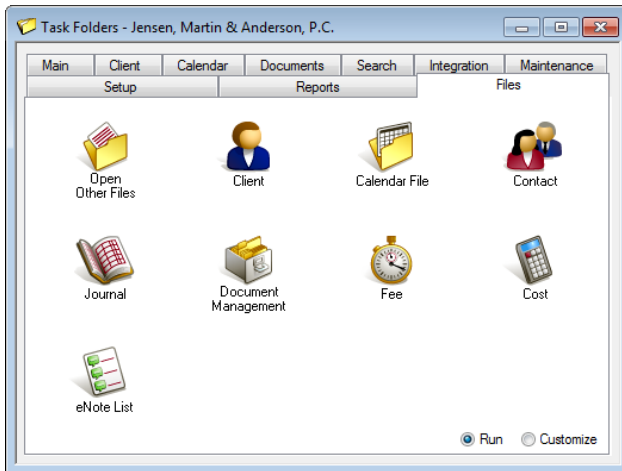 Task Folders - Jensen, Martin & Anderson, P.C.
Main Client Calendar Documents Search Integration Maintenance
Setup Reports Files
Open
Other Files
Client
Calendar File
Contact
Journal
Document
Management
Fee
Cost
eNote List
Run Customize